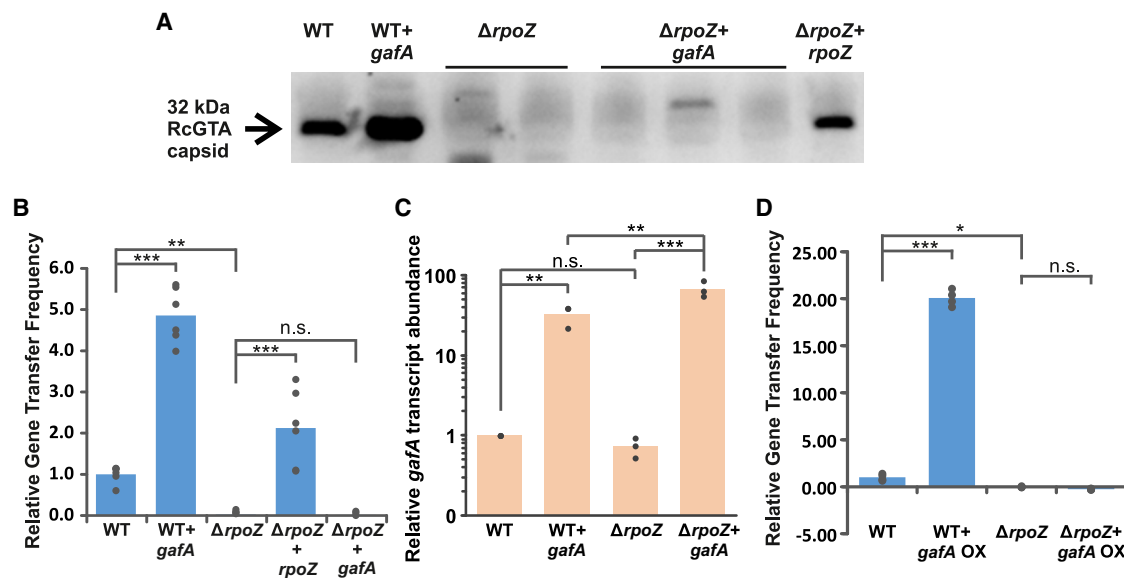 A
WT
WT+
gafA
ΔrpoZ
ΔrpoZ+
gafA
ΔrpoZ+
rpoZ
32 kDa
RcGTA
capsid
B
Relative Gene Transfer Frequency
6.0
5.0
4.0
3.0
2.0
1.0
0.0
**
***
n.s.
***
WT
WT+
gafA
ΔrpoZ
ΔrpoZ
+
rpoZ
ΔrpoZ
+
gafA
C
Relative gafA transcript abundance
100
10
1
0
**
***
n.s.
**
WT
WT+
gafA
ΔrpoZ
ΔrpoZ+
gafA
D
Relative Gene Transfer Frequency
25.00
20.00
15.00
10.00
5.00
0.00
-5.00
*
***
n.s.
WT
WT+
gafA OX
ΔrpoZ
ΔrpoZ+
gafA OX